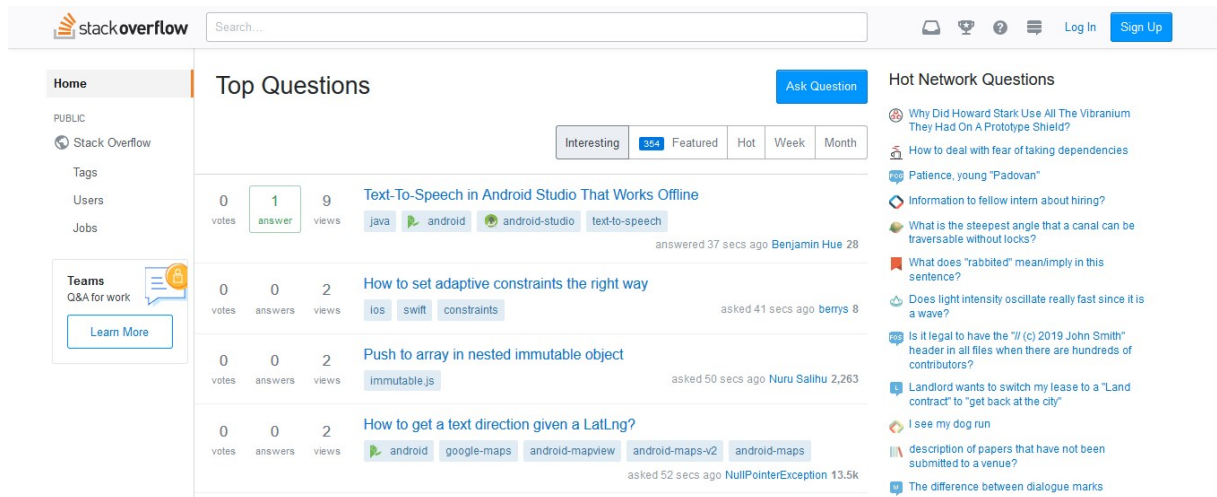 stackoverflow
Search...
Log In
Sign Up
Home
PUBLIC
Stack Overflow
Tags
Users
Jobs
Teams
Q&A for work
Learn More
Top Questions
Ask Question
Interesting
354 Featured
Hot
Week
Month
0 votes
1 answer
9 views
Text-To-Speech in Android Studio That Works Offline
java android android-studio text-to-speech
answered 37 secs ago Benjamin Hue 28
0 votes
0 answers
2 views
How to set adaptive constraints the right way
ios swift constraints
asked 41 secs ago berrys 8
0 votes
0 answers
2 views
Push to array in nested immutable object
immutable.js
asked 50 secs ago Nuru Salihu 2,263
0 votes
0 answers
2 views
How to get a text direction given a LatLng?
android google-maps android-mapview android-maps-v2 android-maps
asked 52 secs ago NullPointerException 13.5k
Hot Network Questions
Why Did Howard Stark Use All The Vibranium
They Had On A Prototype Shield?
How to deal with fear of taking dependencies
PCG
Patience, young "Padovan"
Information to fellow intern about hiring?
What is the steepest angle that a canal can be
traversable without locks?
What does "rabbited" mean/imply in this
sentence?
Does light intensity oscillate really fast since it is
a wave?
Is it legal to have the "// (c) 2019 John Smith"
header in all files when there are hundreds of
contributors?
Landlord wants to switch my lease to a "Land
contract" to "get back at the city"
I see my dog run
description of papers that have not been
submitted to a venue?
The difference between dialogue marks